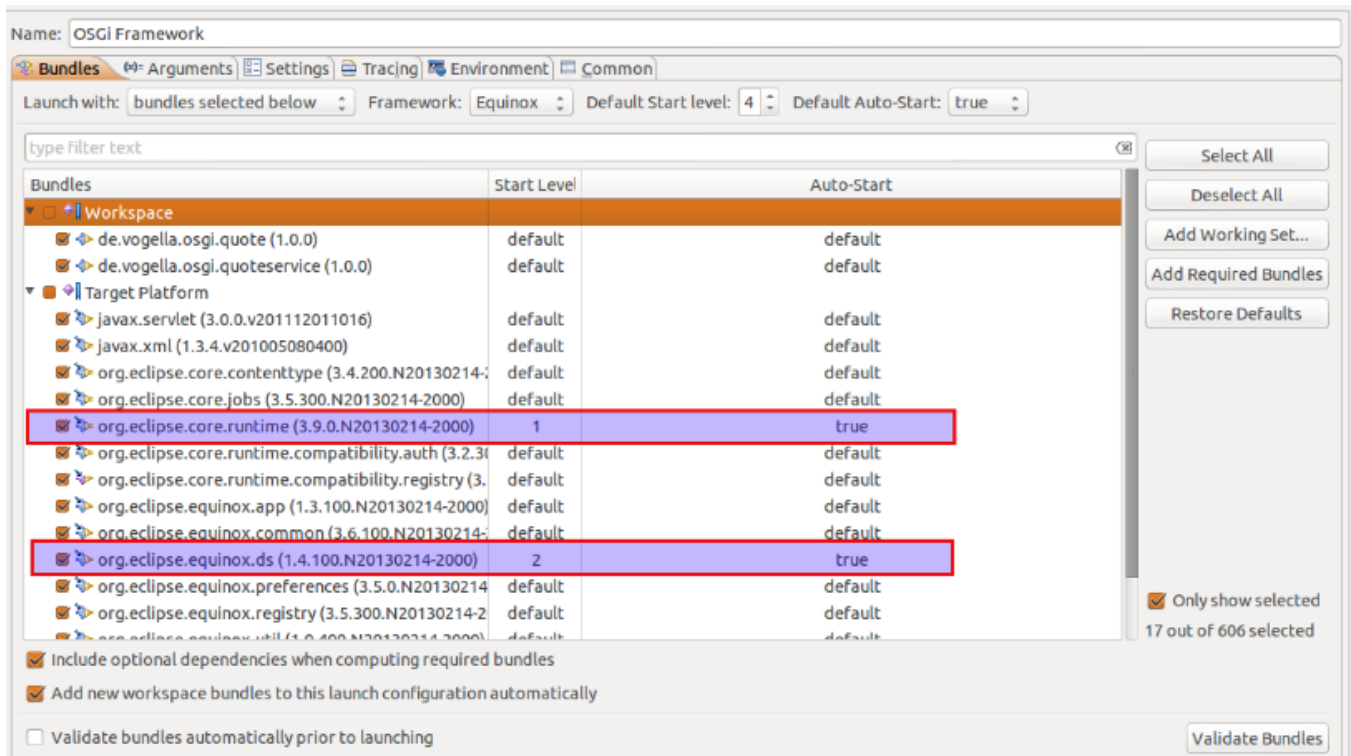 Name: OSGi Framework
Bundles Arguments Settings Tracing Environment Common
Launch with: bundles selected below Framework: Equinox Default Start level: 4 Default Auto-Start: true
type filter text
Select All
Bundles Start Level Auto-Start
Deselect All
Workspace
de.vogella.osgi.quote (1.0.0) default default
Add Working Set...
de.vogella.osgi.quoteservice (1.0.0) default default
Add Required Bundles
Target Platform
Restore Defaults
javax.servlet (3.0.0.v201112011016) default default
javax.xml (1.3.4.v201005080400) default default
org.eclipse.core.contenttype (3.4.200.N20130214- default default
org.eclipse.core.jobs (3.5.300.N20130214-2000) default default
org.eclipse.core.runtime (3.9.0.N20130214-2000) 1 true
org.eclipse.core.runtime.compatibility.auth (3.2.3 default default
org.eclipse.core.runtime.compatibility.registry (3. default default
org.eclipse.equinox.app (1.3.100.N20130214-2000) default default
org.eclipse.equinox.common (3.6.100.N20130214- default default
org.eclipse.equinox.ds (1.4.100.N20130214-2000) 2 true
org.eclipse.equinox.preferences (3.5.0.N20130214 default default
org.eclipse.equinox.registry (3.5.300.N20130214-2 default default
Only show selected
org.eclipse.equinox.util (1.0.400.N20130214-2000) default default
17 out of 606 selected
Include optional dependencies when computing required bundles
Add new workspace bundles to this launch configuration automatically
Validate bundles automatically prior to launching
Validate Bundles